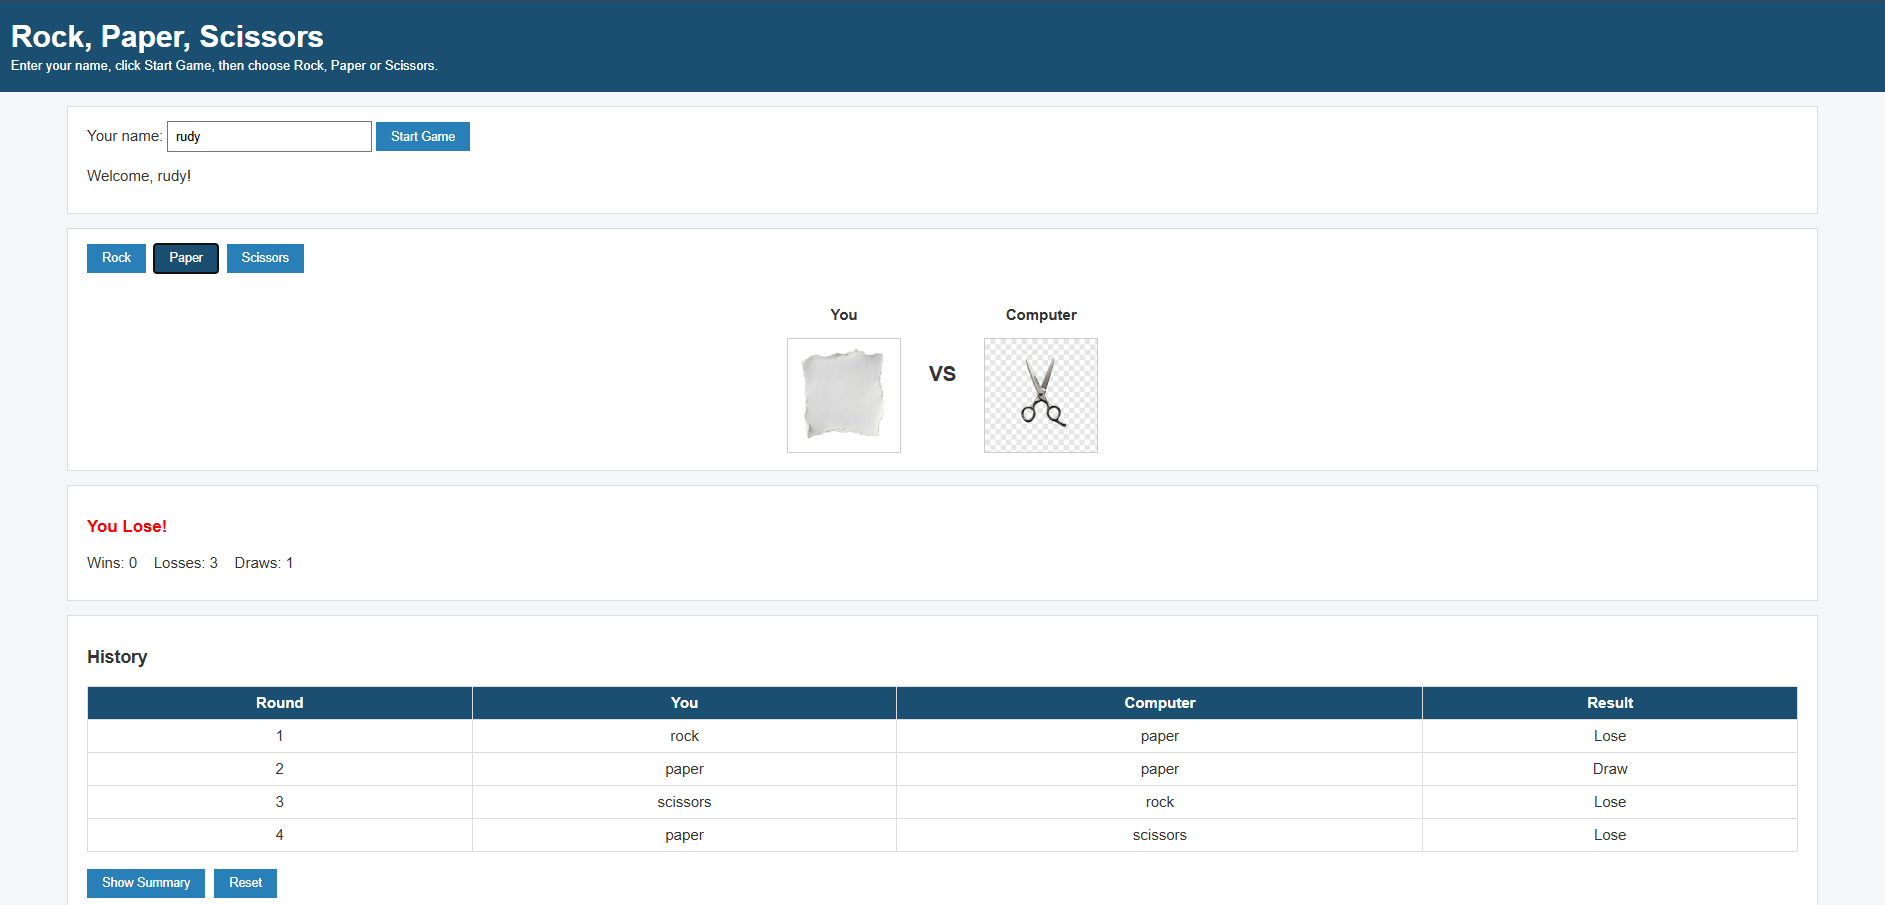 Rock, Paper, Scissors
Enter your name, click Start Game, then choose Rock, Paper or Scissors.
Your name: rudy Start Game
Welcome, rudy!
Rock Paper Scissors
You Computer
VS
You Lose!
Wins: 0 Losses: 3 Draws: 1
History
Round You Computer Result
1 rock paper Lose
2 paper paper Draw
3 scissors rock Lose
4 paper scissors Lose
Show Summary Reset